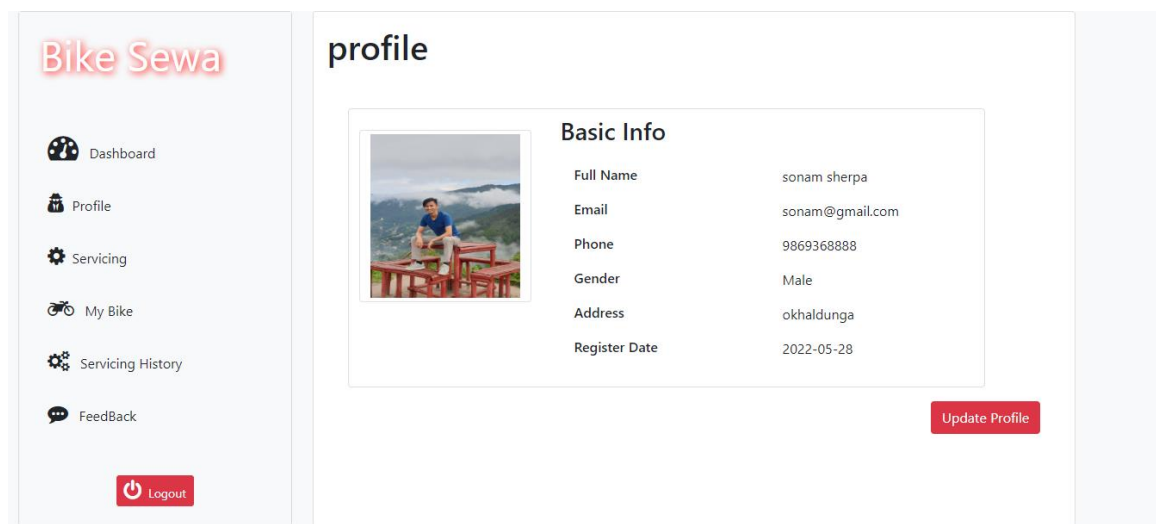 Bike Sewa
Dashboard
Profile
Servicing
My Bike
Servicing History
FeedBack
Logout
profile
Basic Info
Full Name sonam sherpa
Email sonam@gmail.com
Phone 9869368888
Gender Male
Address okhaldunga
Register Date 2022-05-28
Update Profile